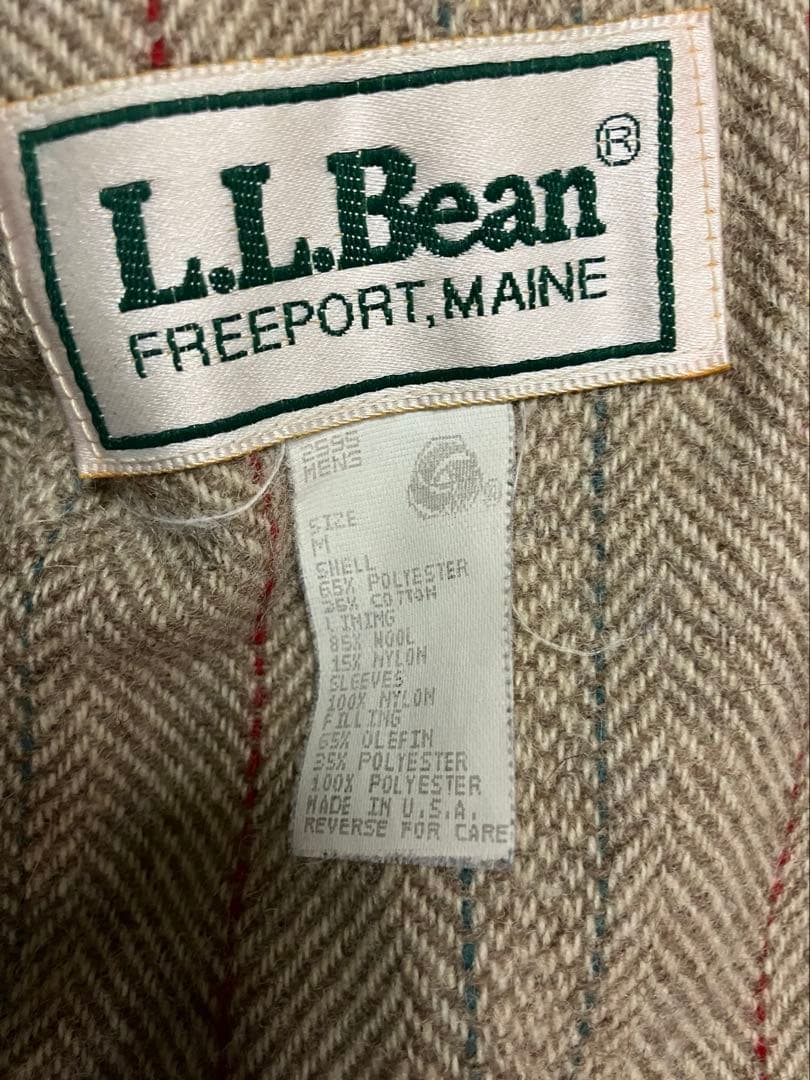 L.L.Bean®
FREEPORT, MAINE
MENS
SIZE
M
SHELL
65% POLYESTER
35% COTTON
LINING
85% WOOL
15% NYLON
SLEEVES
100% NYLON
FILLING
65% OLEFIN
35% POLYESTER
100% POLYESTER
MADE IN U.S.A.
REVERSE FOR CARE